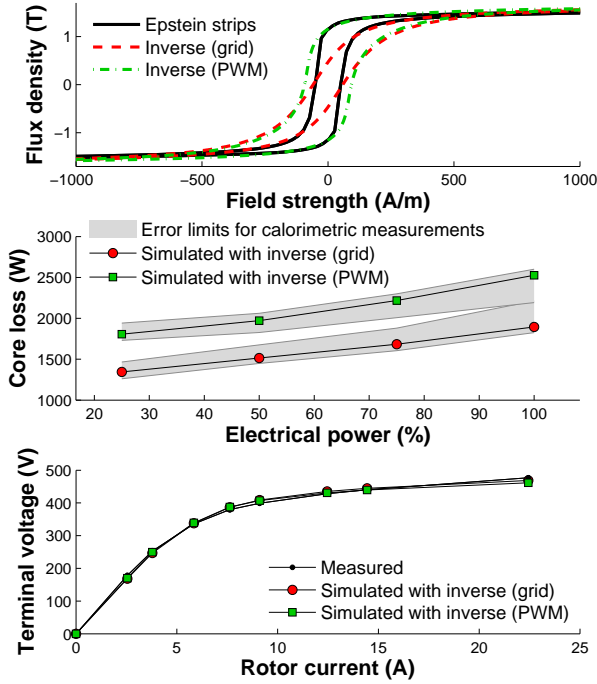 Epstein strips
Inverse (grid)
Inverse (PWM)
Flux density (T)
1
0
−1
−1000 −500 0 500 1000
Field strength (A/m)
Error limits for calorimetric measurements
Simulated with inverse (grid)
Simulated with inverse (PWM)
Core loss (W)
3000
2500
2000
1500
1000
20 30 40 50 60 70 80 90 100
Electrical power (%)
Terminal voltage (V)
500
400
300
200
100
0
Measured
Simulated with inverse (grid)
Simulated with inverse (PWM)
0 5 10 15 20 25
Rotor current (A)